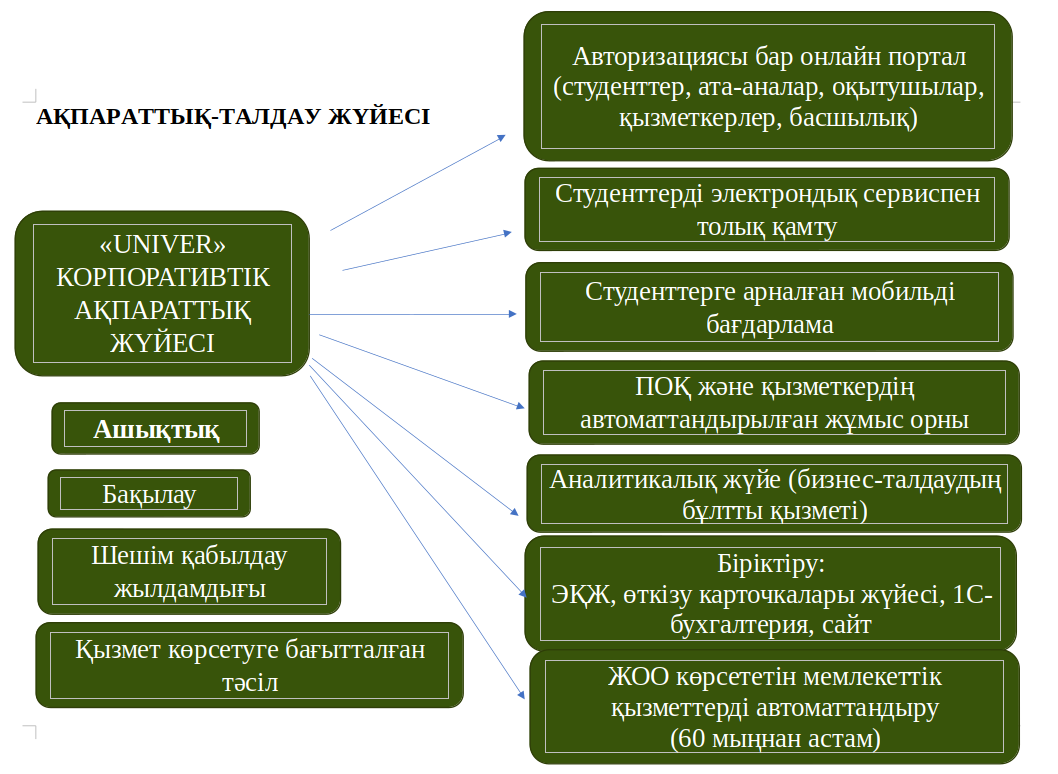 АҚПАРАТТЫҚ-ТАЛДАУ ЖҮЙЕСІ
«UNIVER»
КОРПОРАТИВТІК
АҚПАРАТТЫҚ
ЖҮЙЕСІ
Ашықтық
Бақылау
Шешім қабылдау
жылдамдығы
Қызмет көрсетуге бағытталған
тәсіл
Авторизациясы бар онлайн портал
(студенттер, ата-аналар, оқытушылар,
қызметкерлер, басшылық)
Студенттерді электрондық сервиспен
толық қамту
Студенттерге арналған мобильді
бағдарлама
ПОҚ және қызметкердің
автоматтандырылған жұмыс орны
Аналитикалық жүйе (бизнес-талдаудың
бұлтты қызметі)
Біріктіру:
ЭҚЖ, өткізу карточкалары жүйесі, 1С-
бухгалтерия, сайт
ЖОО көрсететін мемлекеттік
қызметтерді автоматтандыру
(60 мыңнан астам)